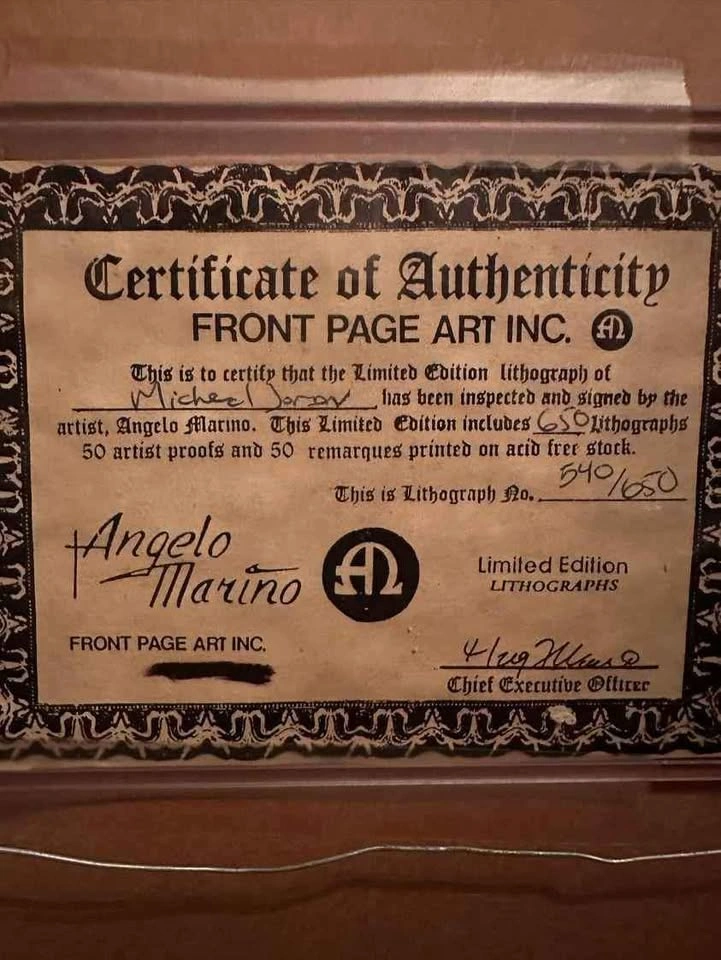 Certificate of Authenticity
FRONT PAGE ART INC.
This is to certify that the Limited Edition lithograph of
Michael Jordan has been inspected and signed by the
artist, Angelo Marino. This Limited Edition includes 650 Lithographs
50 artist proofs and 50 remarques printed on acid free stock.
This is Lithograph No. 540/650
Angelo
Marino
Limited Edition
LITHOGRAPHS
FRONT PAGE ART INC.
Chief Executive Officer